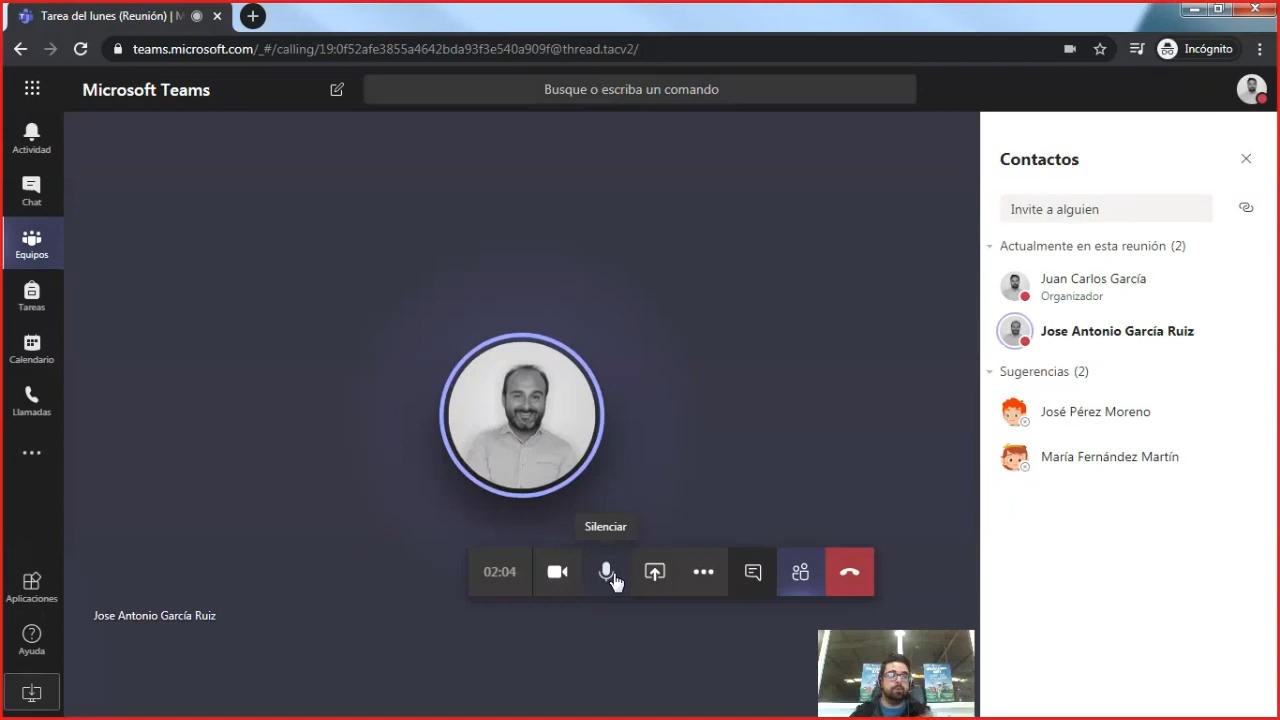 Tarea del lunes (Reunión) | M
teams.microsoft.com/_#/calling/19:0f52afe3855a4642bda93f3e540a909f@thread.tacv2/
Incógnito
Microsoft Teams
Busque o escriba un comando
Actividad
Chat
Equipos
Tareas
Calendario
Llamadas
Aplicaciones
Ayuda
Silenciar
02:04
Jose Antonio García Ruiz
Contactos
Invite a alguien
Actualmente en esta reunión (2)
Juan Carlos García
Organizador
Jose Antonio García Ruiz
Sugerencias (2)
José Pérez Moreno
María Fernández Martín